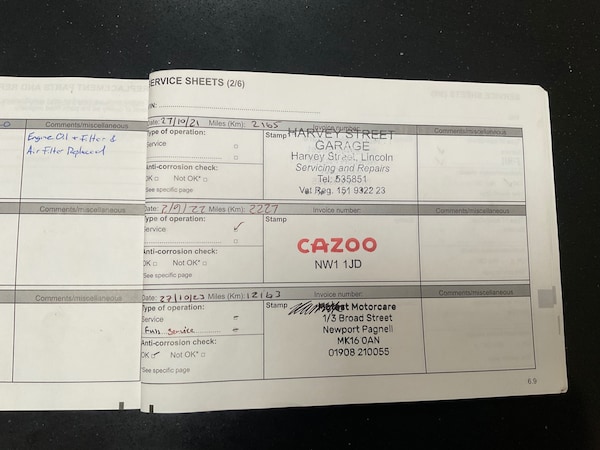 SERVICE SHEETS (2/6)
Comments/miscellaneous
Engine Oil + Filter &
Air Filter Replaced
Date: 27/10/21 Miles (Km): 2165
Type of operation:
Service
Anti-corrosion check:
OK Not OK*
*See specific page
Stamp
HARVEY STREET
GARAGE
Harvey Street, Lincoln
Servicing and Repairs
Tel: 535851
Vat Reg. 151 9322 23
Comments/miscellaneous
Comments/miscellaneous
Date: 2/9/22 Miles (Km): 2227
Type of operation:
Service
Anti-corrosion check:
OK Not OK*
*See specific page
Invoice number:
Stamp
CAZOO
NW1 1JD
Comments/miscellaneous
Comments/miscellaneous
Date: 27/10/23 Miles (Km): 12163
Type of operation:
Service
Full Service
Anti-corrosion check:
OK Not OK*
*See specific page
Invoice number:
Stamp
Motorcare
1/3 Broad Street
Newport Pagnell
MK16 0AN
01908 210055
Comments/miscellaneous
69